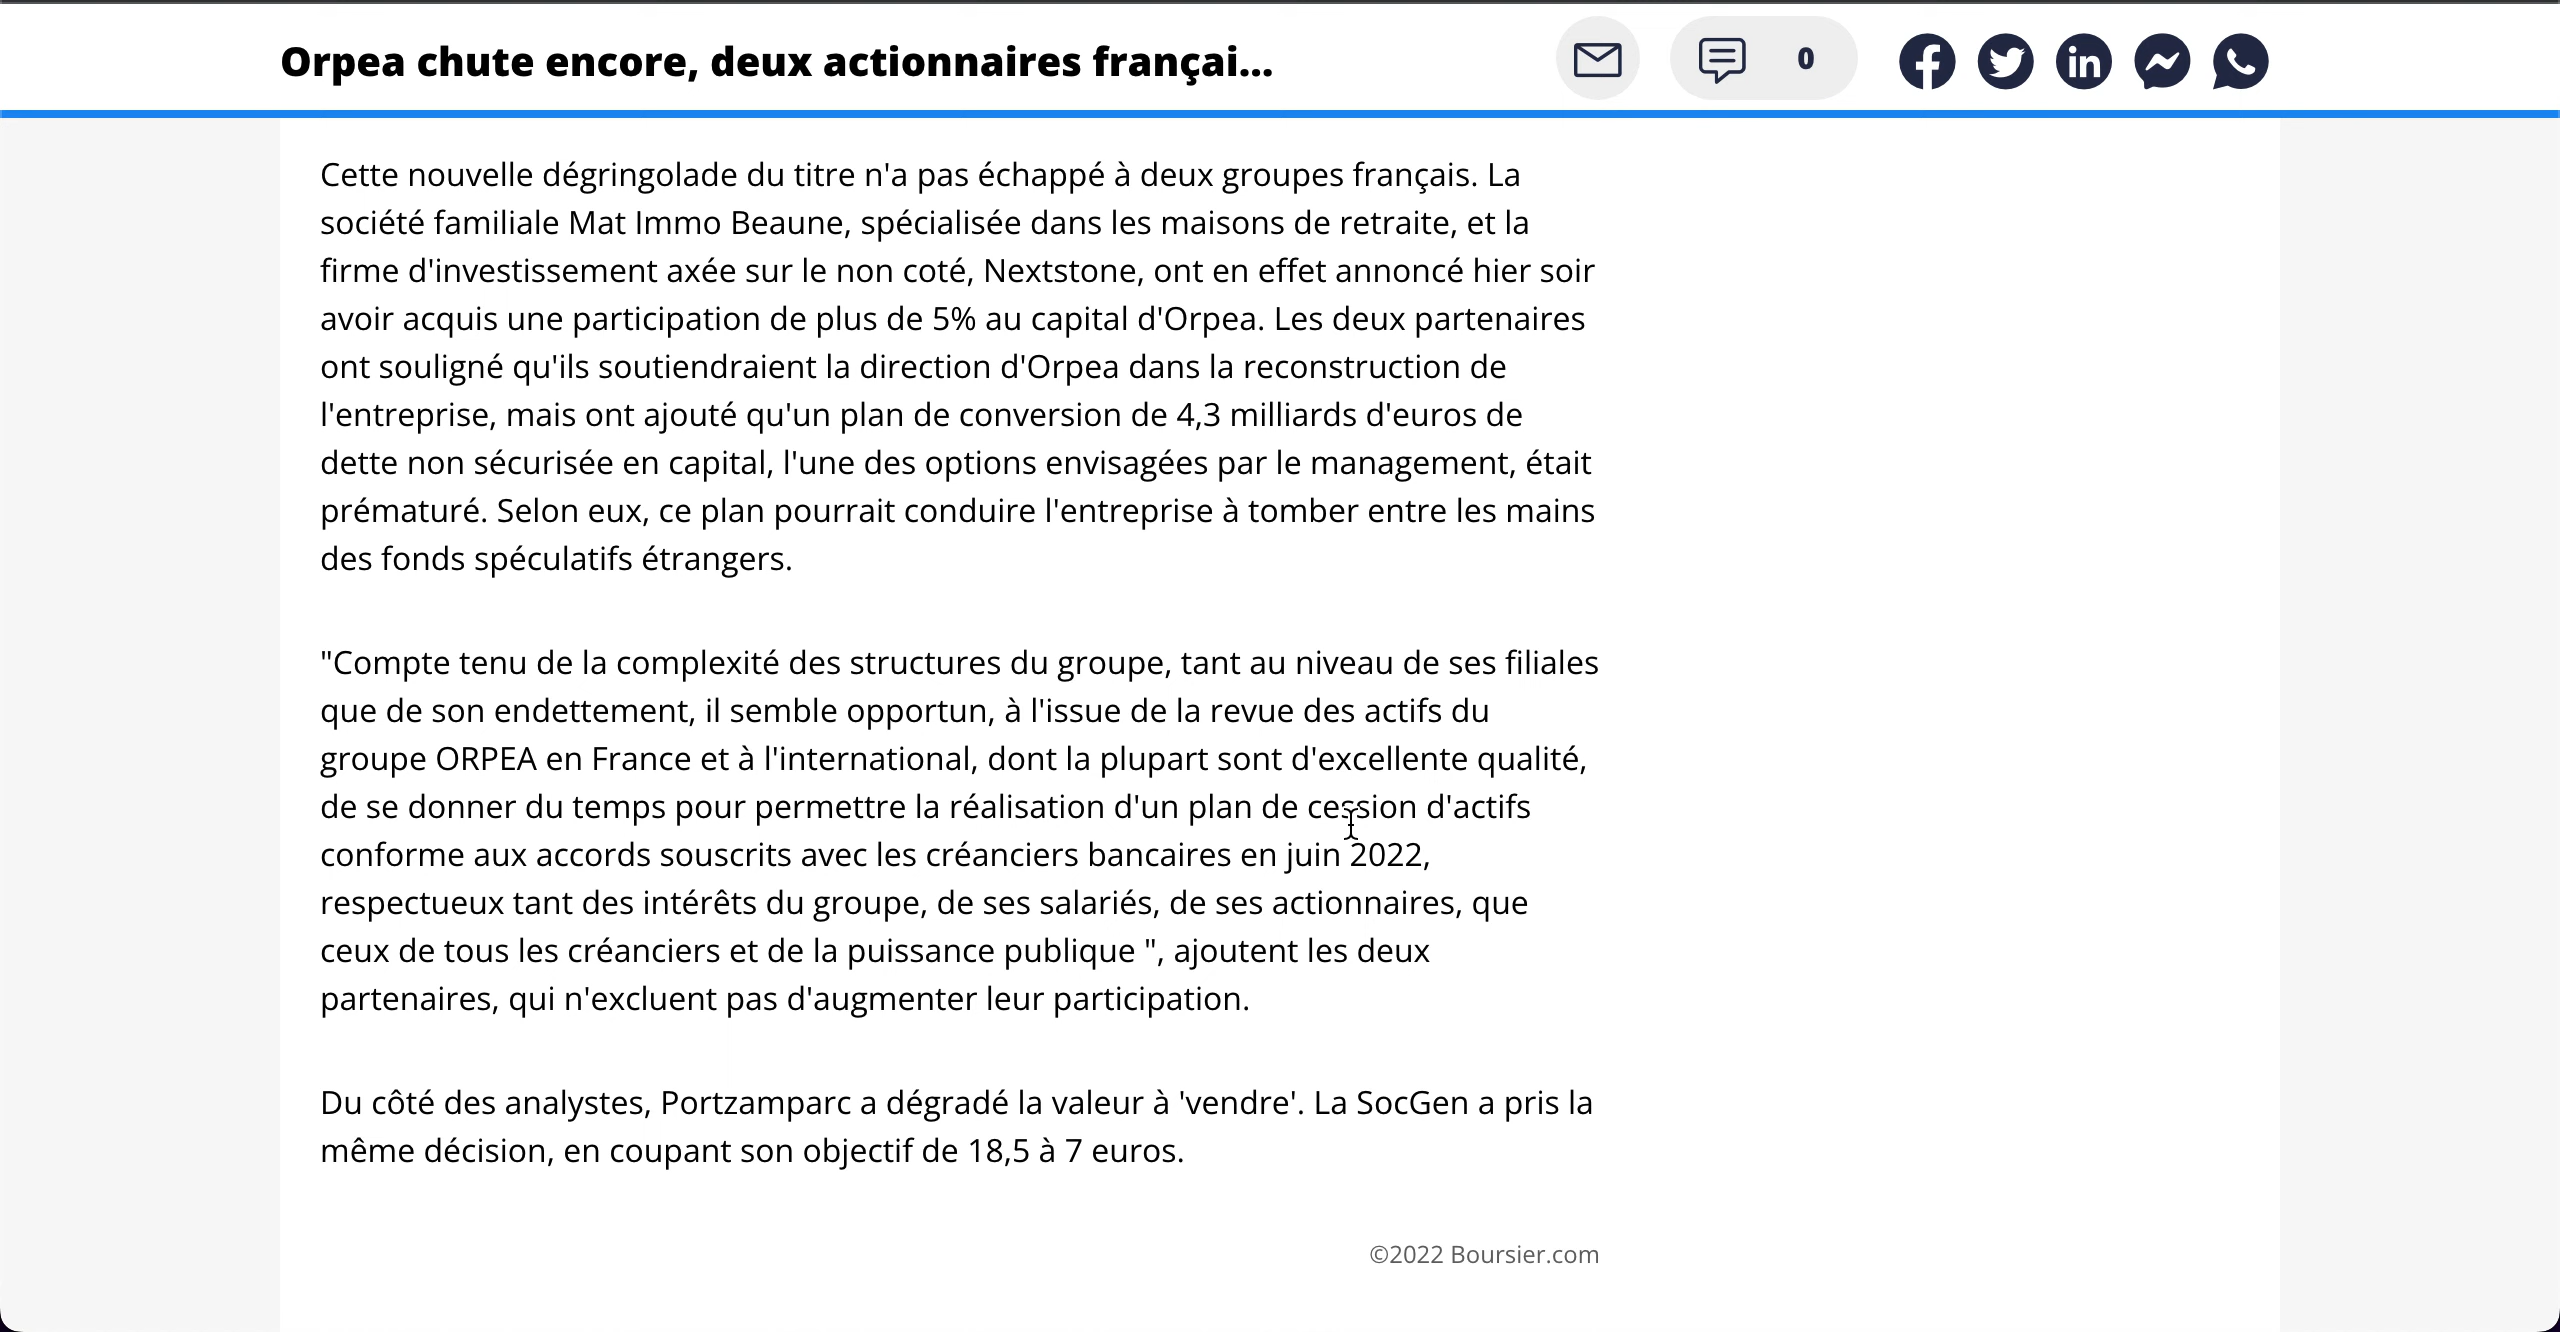 Orpea chute encore, deux actionnaires françai...
0
Cette nouvelle dégringolade du titre n'a pas échappé à deux groupes français. La
société familiale Mat Immo Beaune, spécialisée dans les maisons de retraite, et la
firme d'investissement axée sur le non coté, Nextstone, ont en effet annoncé hier soir
avoir acquis une participation de plus de 5% au capital d'Orpea. Les deux partenaires
ont souligné qu'ils soutiendraient la direction d'Orpea dans la reconstruction de
l'entreprise, mais ont ajouté qu'un plan de conversion de 4,3 milliards d'euros de
dette non sécurisée en capital, l'une des options envisagées par le management, était
prématuré. Selon eux, ce plan pourrait conduire l'entreprise à tomber entre les mains
des fonds spéculatifs étrangers.
"Compte tenu de la complexité des structures du groupe, tant au niveau de ses filiales
que de son endettement, il semble opportun, à l'issue de la revue des actifs du
groupe ORPEA en France et à l'international, dont la plupart sont d'excellente qualité,
de se donner du temps pour permettre la réalisation d'un plan de cession d'actifs
conforme aux accords souscrits avec les créanciers bancaires en juin 2022,
respectueux tant des intérêts du groupe, de ses salariés, de ses actionnaires, que
ceux de tous les créanciers et de la puissance publique ", ajoutent les deux
partenaires, qui n'excluent pas d'augmenter leur participation.
Du côté des analystes, Portzamparc a dégradé la valeur à 'vendre'. La SocGen a pris la
même décision, en coupant son objectif de 18,5 à 7 euros.
©2022 Boursier.com